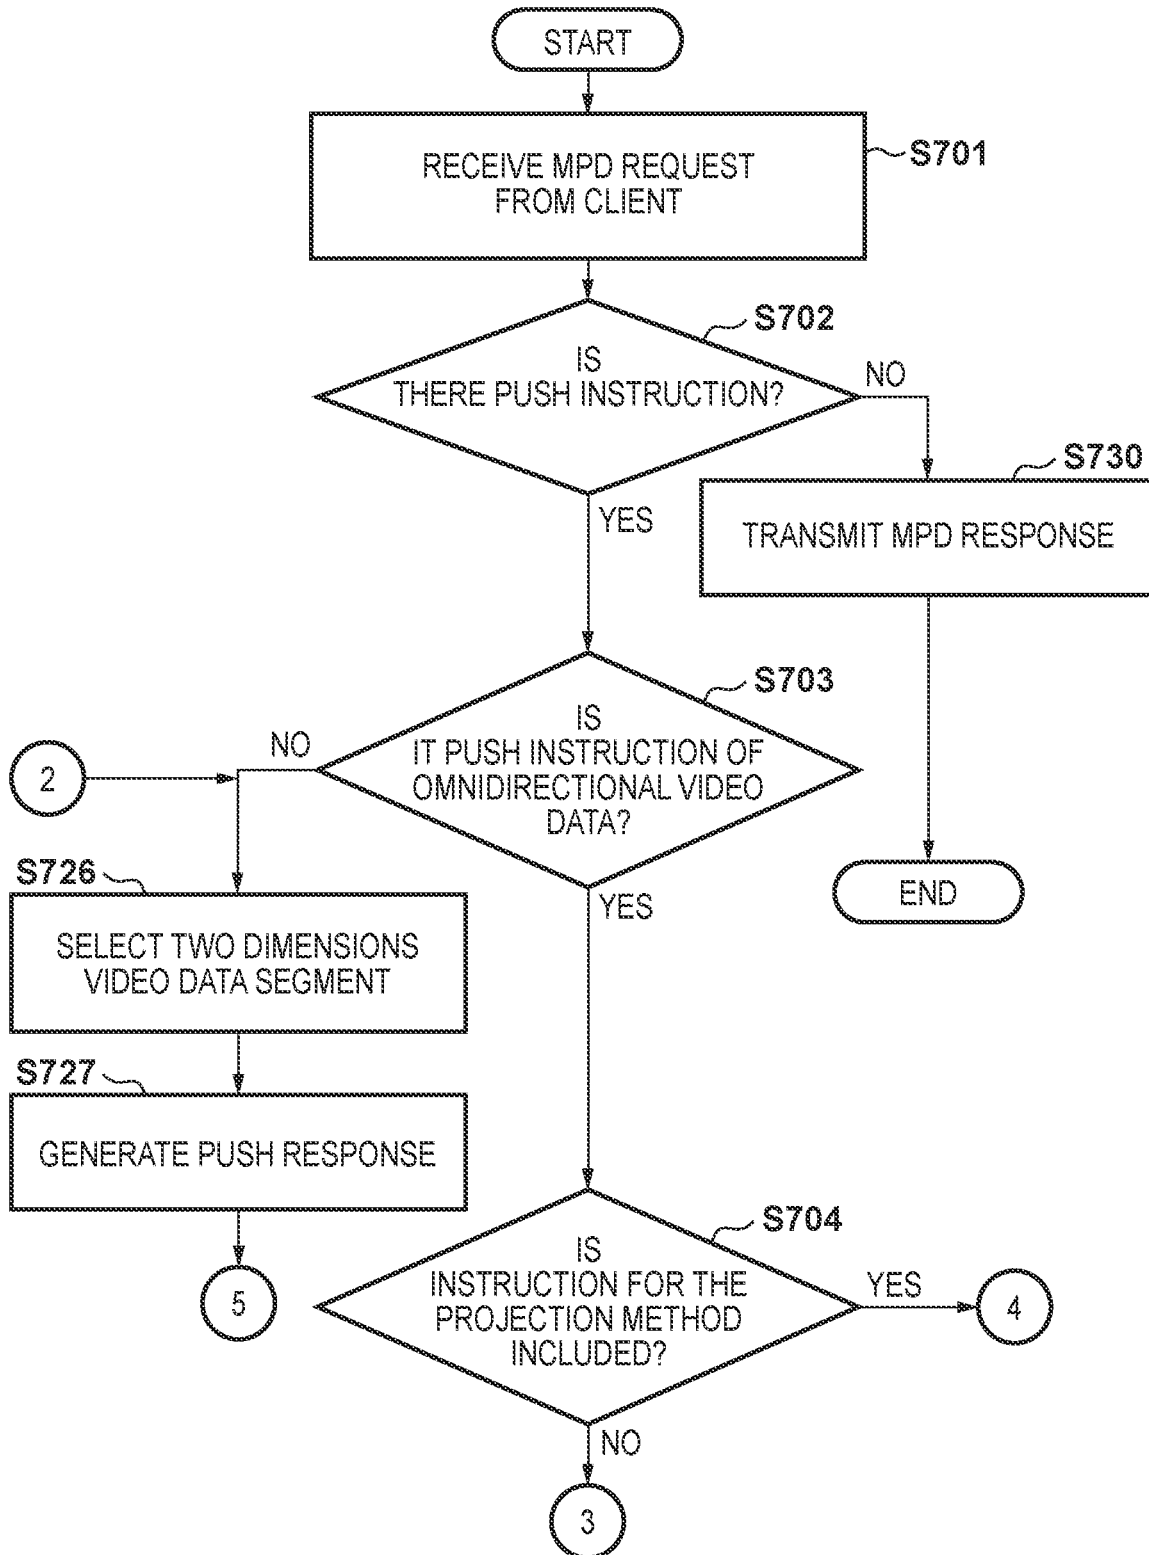 START
RECEIVE MPD REQUEST
FROM CLIENT
S701
S702
IS
THERE PUSH INSTRUCTION?
NO
YES
S730
TRANSMIT MPD RESPONSE
END
S703
IS
IT PUSH INSTRUCTION OF
OMNIDIRECTIONAL VIDEO
DATA?
NO
YES
2
S726
SELECT TWO DIMENSIONS
VIDEO DATA SEGMENT
S727
GENERATE PUSH RESPONSE
5
S704
IS
INSTRUCTION FOR THE
PROJECTION METHOD
INCLUDED?
YES
4
NO
3